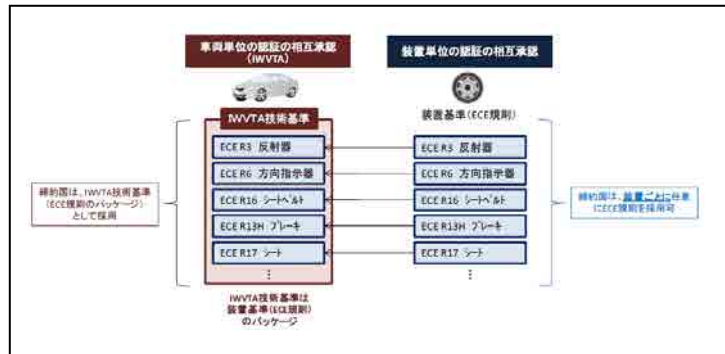 車両単位の認証の相互承認
(IWVTA)
装置単位の認証の相互承認
IWVTA技術基準
装置基準(ECE規則)
ECE R3 反射器
ECE R3 反射器
ECE R6 方向指示器
ECE R6 方向指示器
ECE R16 シートベルト
ECE R16 シートベルト
ECE R13H ブレーキ
ECE R13H ブレーキ
ECE R17 シート
ECE R17 シート
⋮
⋮
締約国は、IWVTA技術基準
(ECE規則のパッケージ)
として採用
締約国は、装置ごとに任意
にECE規則を採用可
IWVTA技術基準は
装置基準(ECE規則)
のパッケージ